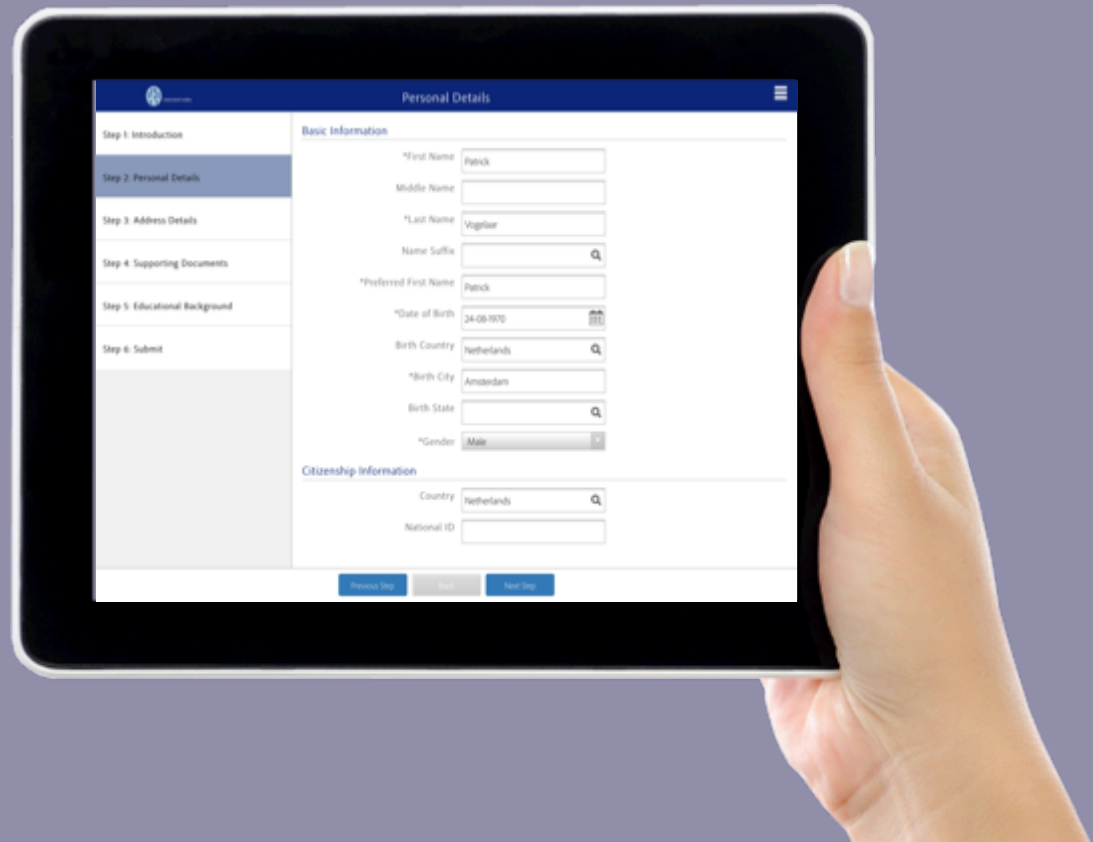 Personal Details
Step 1: Introduction
Step 2: Personal Details
Step 3: Address Details
Step 4: Supporting Documents
Step 5: Educational Background
Step 6: Submit
Basic Information
*First Name Patrick
Middle Name
*Last Name Vogelaar
Name Suffix
*Preferred First Name Patrick
*Date of Birth 24-08-1970
Birth Country Netherlands
*Birth City Amsterdam
Birth State
*Gender Male
Citizenship Information
Country Netherlands
National ID
Previous Step Back Next Step